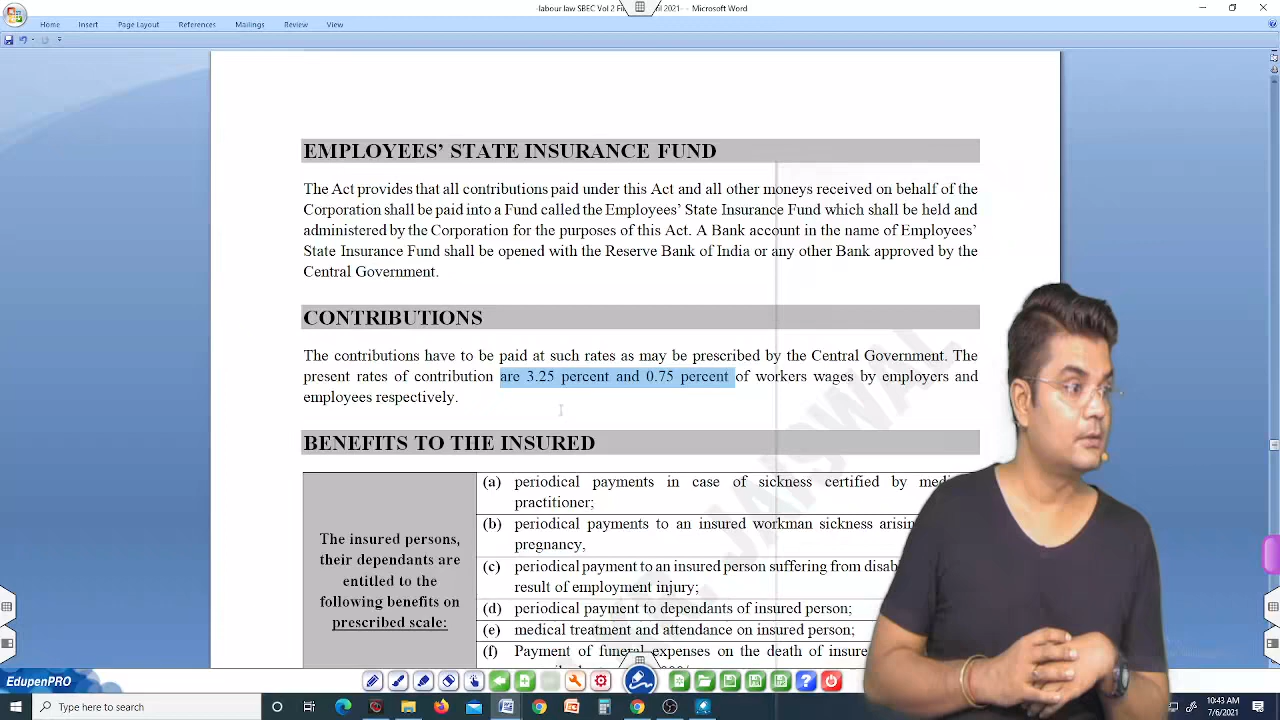 -labour law SBEC Vol 2 Fi
il 2021- - Microsoft Word
Home Insert Page Layout References Mailings Review View
EMPLOYEES’ STATE INSURANCE FUND
The Act provides that all contributions paid under this Act and all other moneys received on behalf of the
Corporation shall be paid into a Fund called the Employees’ State Insurance Fund which shall be held and
administered by the Corporation for the purposes of this Act. A Bank account in the name of Employees’
State Insurance Fund shall be opened with the Reserve Bank of India or any other Bank approved by the
Central Government.
CONTRIBUTIONS
The contributions have to be paid at such rates as may be prescribed by the Central Government. The
present rates of contribution are 3.25 percent and 0.75 percent of workers wages by employers and
employees respectively.
BENEFITS TO THE INSURED
The insured persons,
their dependants are
entitled to the
following benefits on
prescribed scale:
(a) periodical payments in case of sickness certified by
practitioner;
(b) periodical payments to an insured workman sickness
pregnancy,
(c) periodical payment to an insured person suffering from
result of employment injury;
(d) periodical payment to dependants of insured person;
(e) medical treatment and attendance on insured person;
(f) Payment of funeral expenses on the death of
JAISWAL
EdupenPRO
Type here to search
10:43 AM
7/6/2021